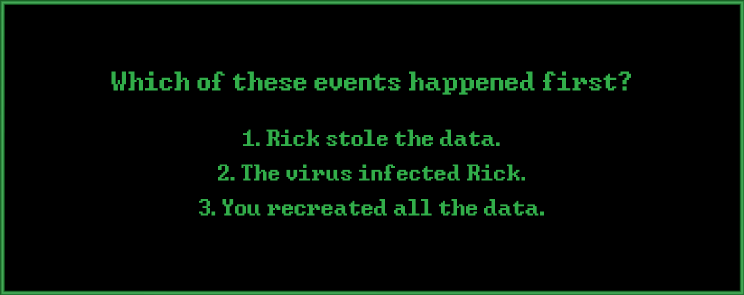 Which of these events happened first?
1. Rick stole the data.
2. The virus infected Rick.
3. You recreated all the data.